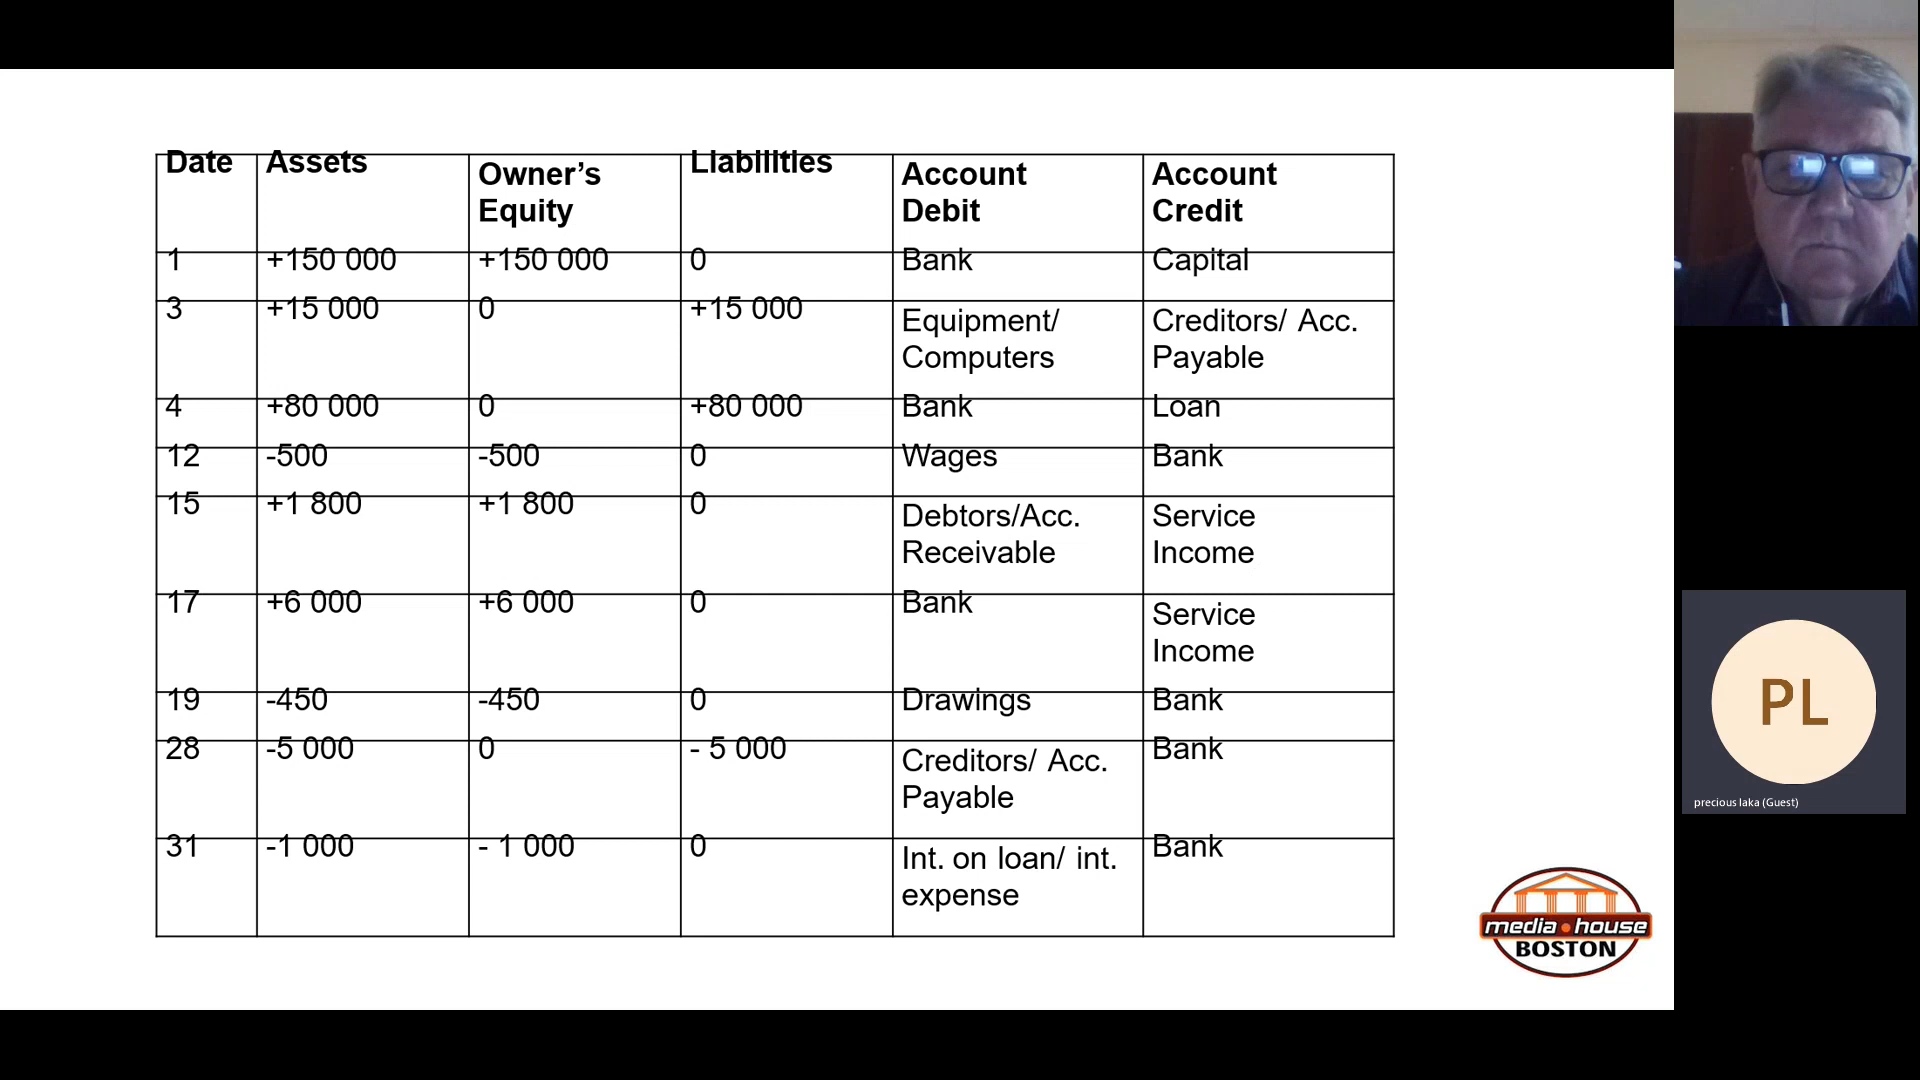 Date Assets Owner’s Equity Liabilities Account Debit Account Credit
1 +150 000 +150 000 0 Bank Capital
3 +15 000 0 +15 000 Equipment/ Computers Creditors/ Acc. Payable
4 +80 000 0 +80 000 Bank Loan
12 -500 -500 0 Wages Bank
15 +1 800 +1 800 0 Debtors/Acc. Receivable Service Income
17 +6 000 +6 000 0 Bank Service Income
19 -450 -450 0 Drawings Bank
28 -5 000 0 - 5 000 Creditors/ Acc. Payable Bank
31 -1 000 - 1 000 0 Int. on loan/ int. expense Bank
media•house
BOSTON
PL
precious laka (Guest)